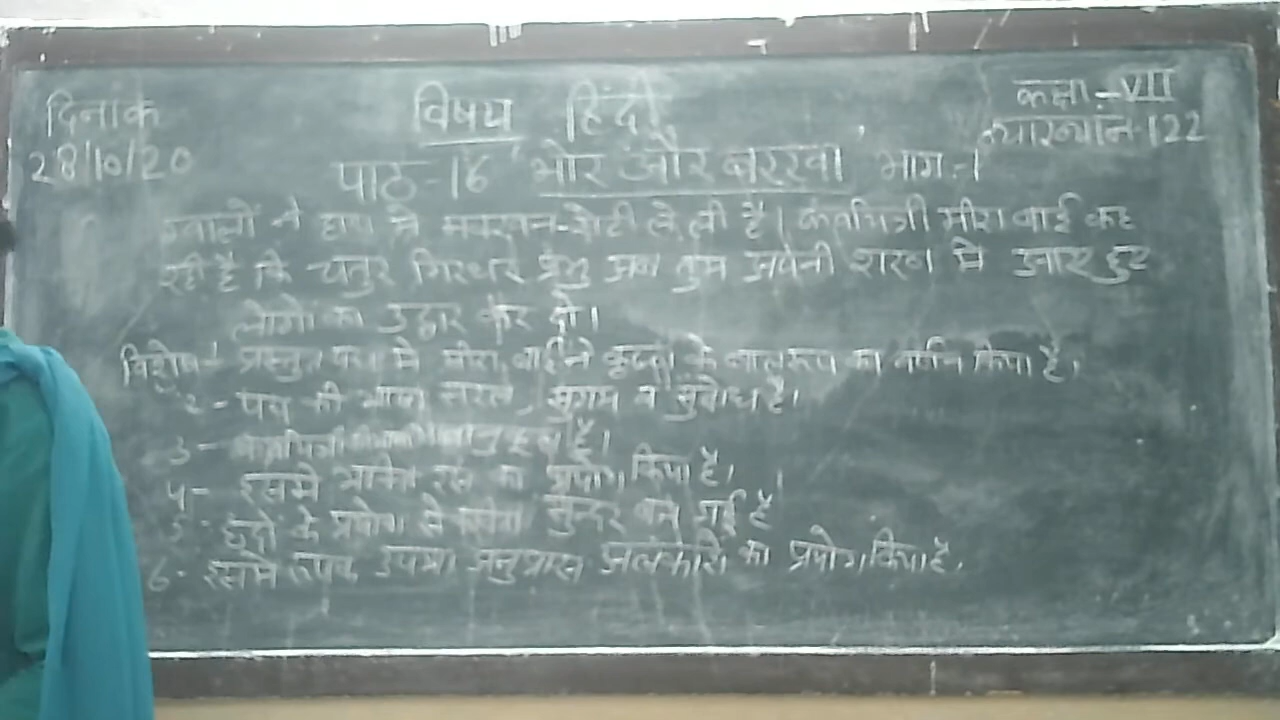 दिनांक विषय हिंदी कक्षा - VII
28/10/20 व्याख्यान-122
पाठ-16 भोर और बरखा भाग-1
ग्वालों ने हाथ में मक्खन-रोटी ले ली है। कवयित्री मीरा बाई कह
रही है कि चतुर गिरधर प्रभु अब तुम अपनी शरण में आए हुए
लोगों का उद्धार कर दो।
विशेष-1 प्रस्तुत पद्य में मीरा बाई ने कृष्ण के बालरूप का वर्णन किया है।
2- पद्य की भाषा सरल, सुगम व सुबोध है।
3- है।
4- इसमें भक्ति रस का प्रयोग किया है।
5- छंदों के प्रयोग से सुन्दर बन गई है
6- इसमें रूपक उपमा अनुप्रास अलंकारों का प्रयोग किया है।